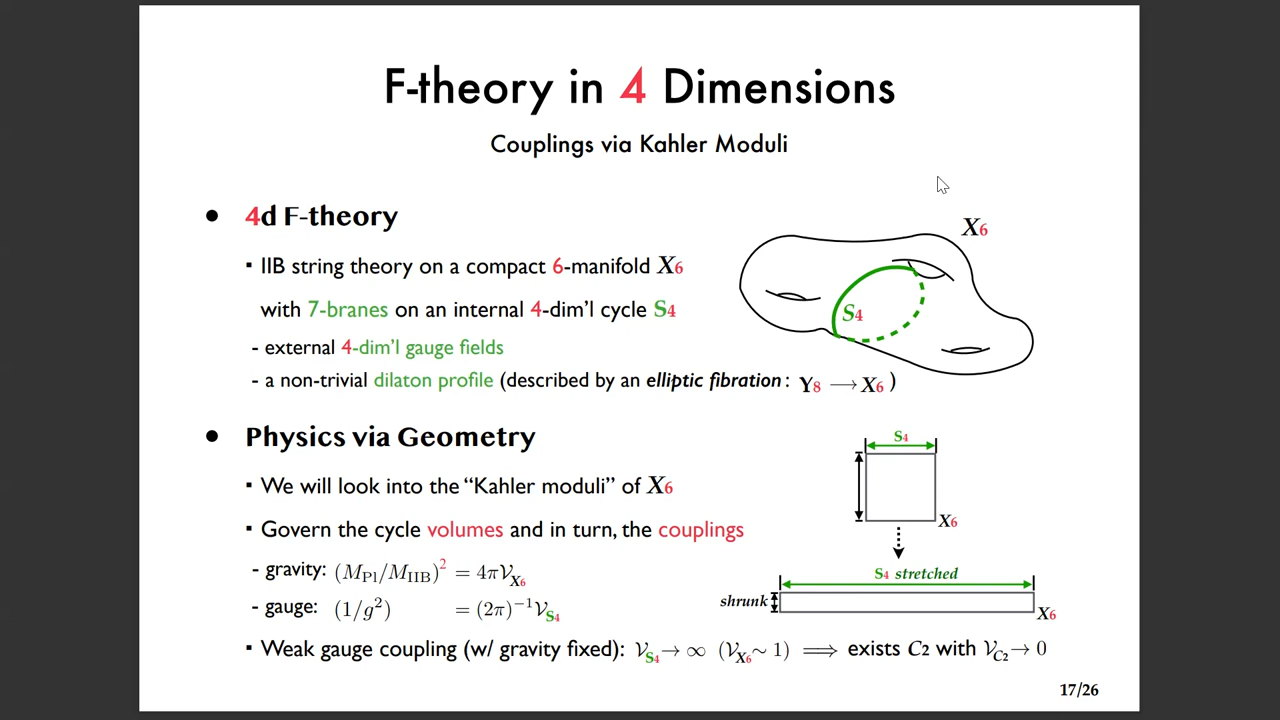 F-theory in 4 Dimensions
Couplings via Kahler Moduli
• 4d F-theory
▪ IIB string theory on a compact 6-manifold X6
with 7-branes on an internal 4-dim'l cycle S4
- external 4-dim'l gauge fields
- a non-trivial dilaton profile (described by an elliptic fibration: Y8 ⟶ X6 )
X6
S4
• Physics via Geometry
▪ We will look into the “Kahler moduli” of X6
▪ Govern the cycle volumes and in turn, the couplings
- gravity: (M_Pl/M_IIB)^2 = 4π𝒱_X6
- gauge: (1/g^2) = (2π)^−1 𝒱_S4
S4
X6
S4 stretched
shrunk
X6
▪ Weak gauge coupling (w/ gravity fixed): 𝒱_S4 → ∞ (𝒱_X6 ~ 1) ⟹ exists C2 with 𝒱_C2 → 0
17/26